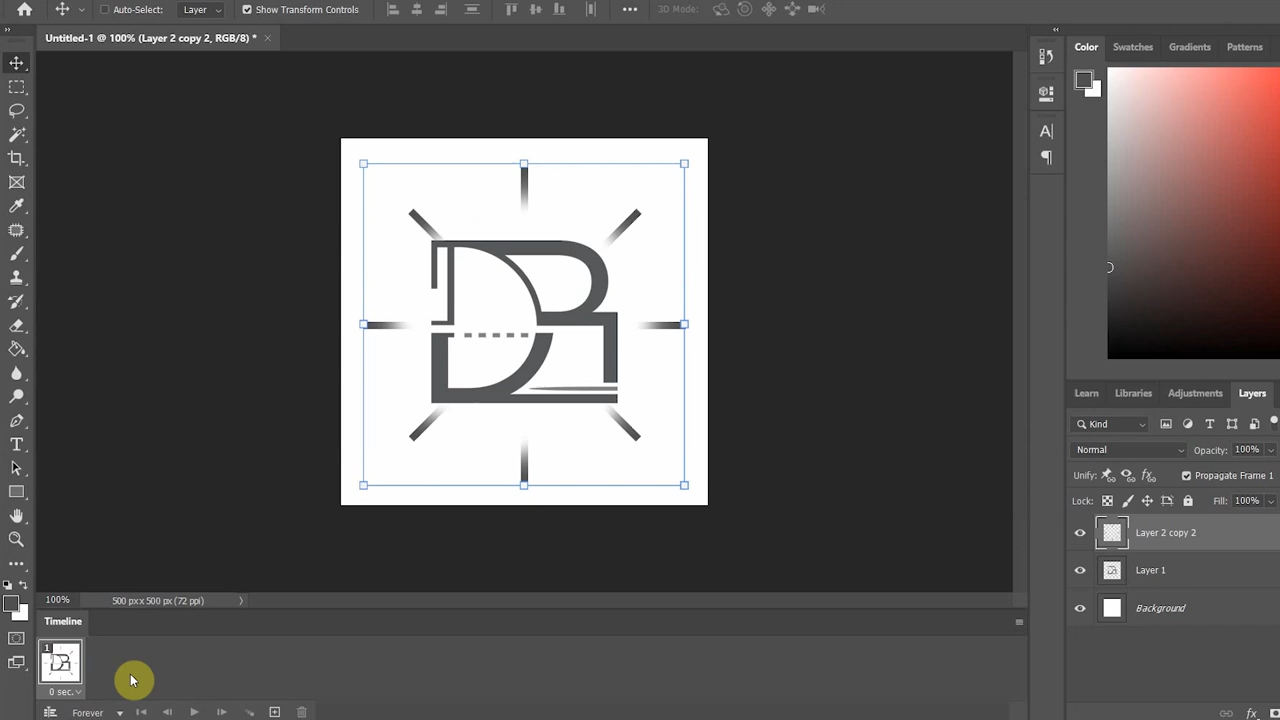 Auto-Select: Layer Show Transform Controls 3D Mode:
Untitled-1 @ 100% (Layer 2 copy 2, RGB/8) *
Color Swatches Gradients Patterns
DR
Learn Libraries Adjustments Layers
Kind
Normal Opacity: 100%
Unify: Propagate Frame 1
Lock: Fill: 100%
Layer 2 copy 2
Layer 1
Background
100% 500 px x 500 px (72 ppi)
Timeline
1
0 sec.
Forever